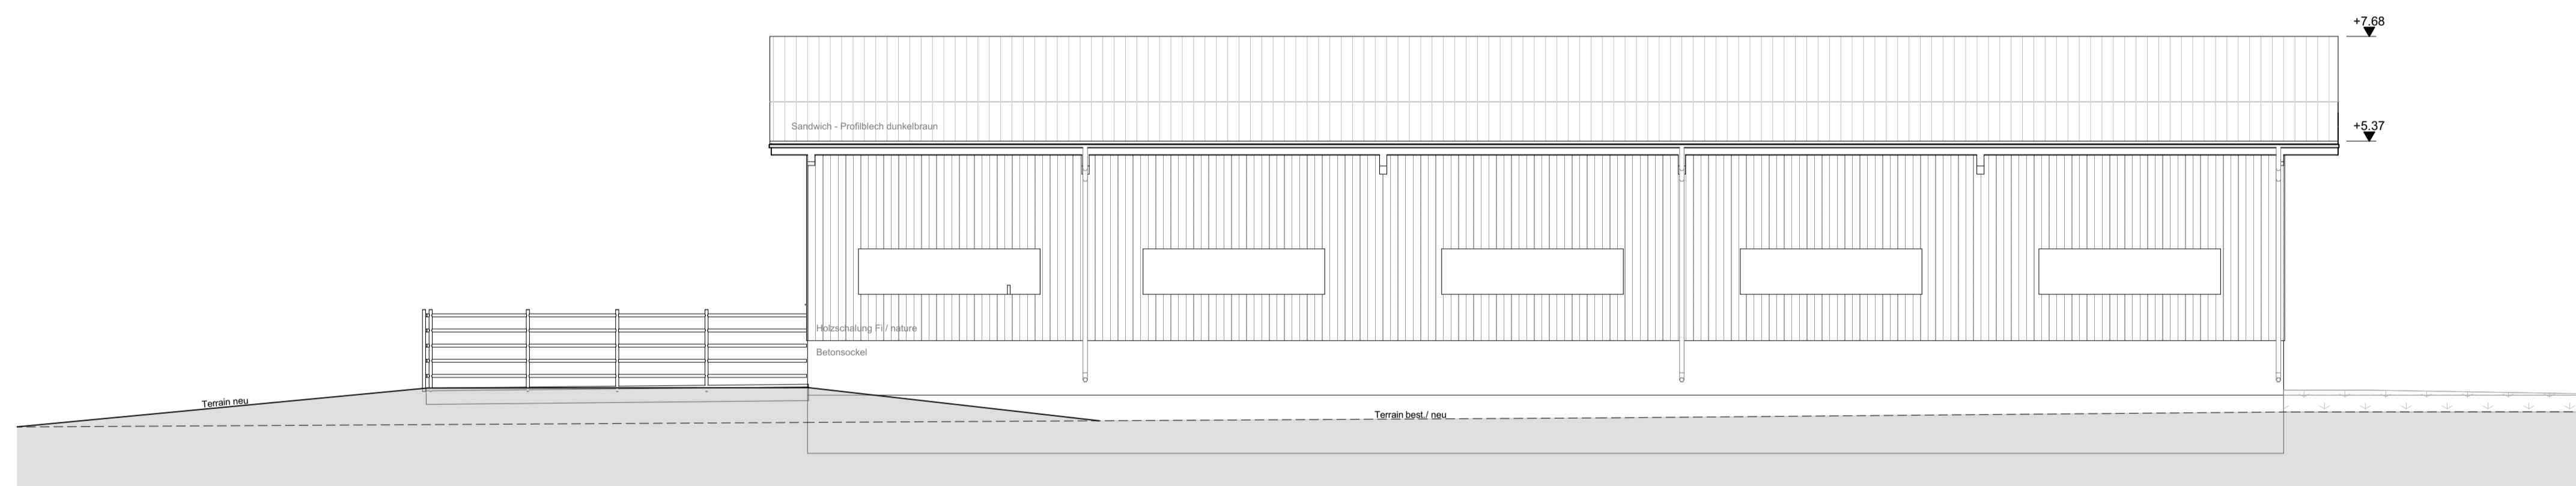 +7.68
Sandwich - Profilblech dunkelbraun
+5.37
Holzschalung Fi / nature
Betonsockel
Terrain neu
Terrain best./ neu